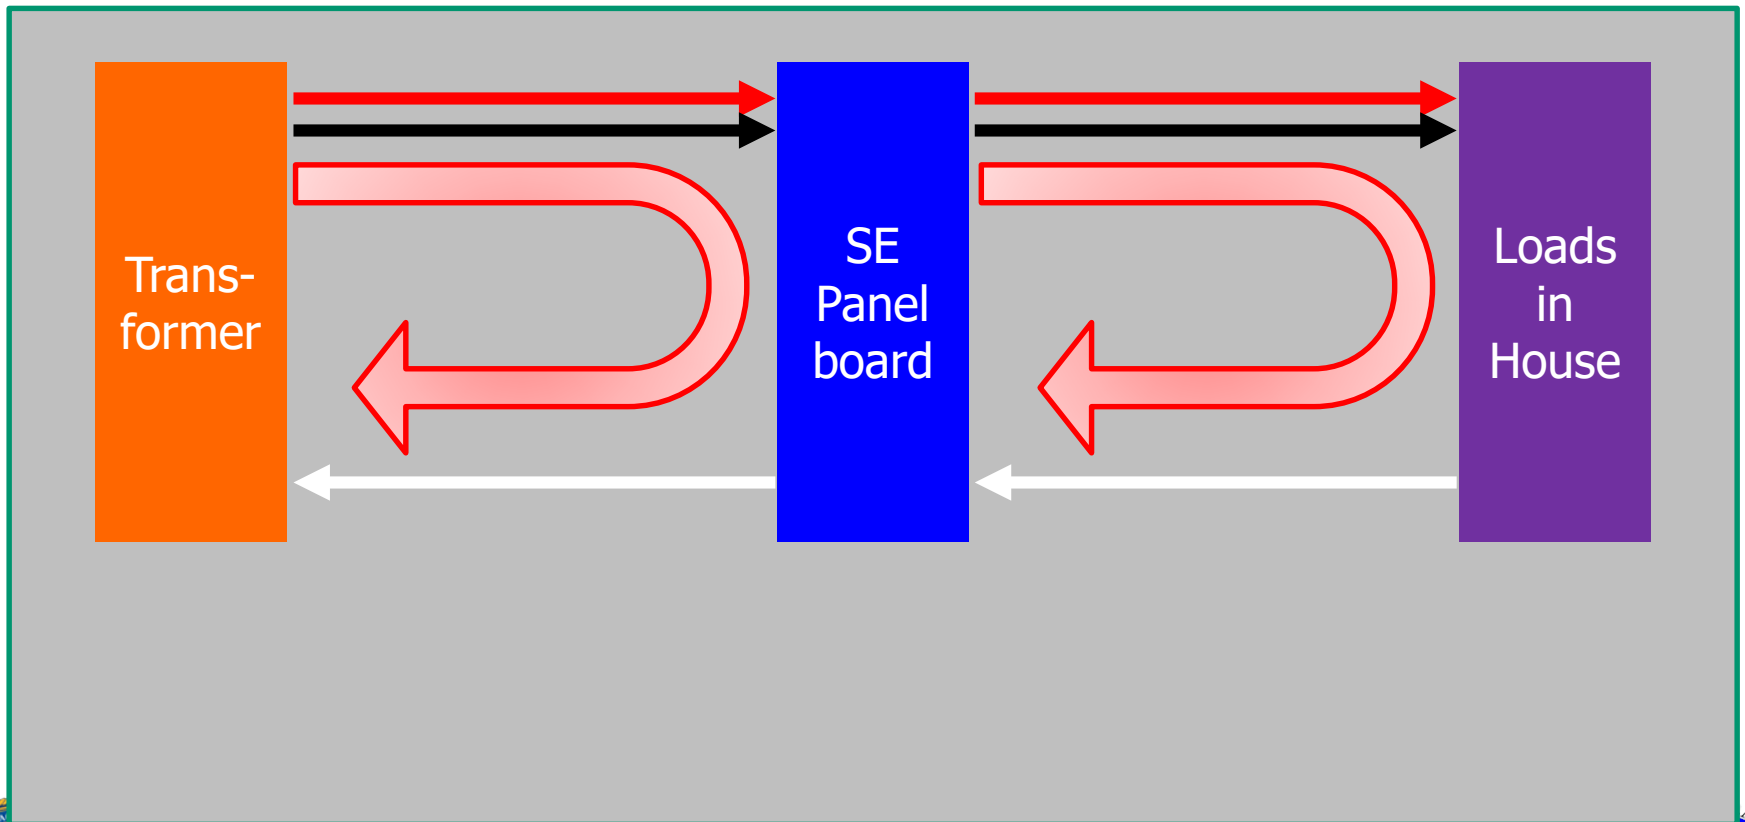 Trans-
former
SE
Panel
board
Loads
in
House